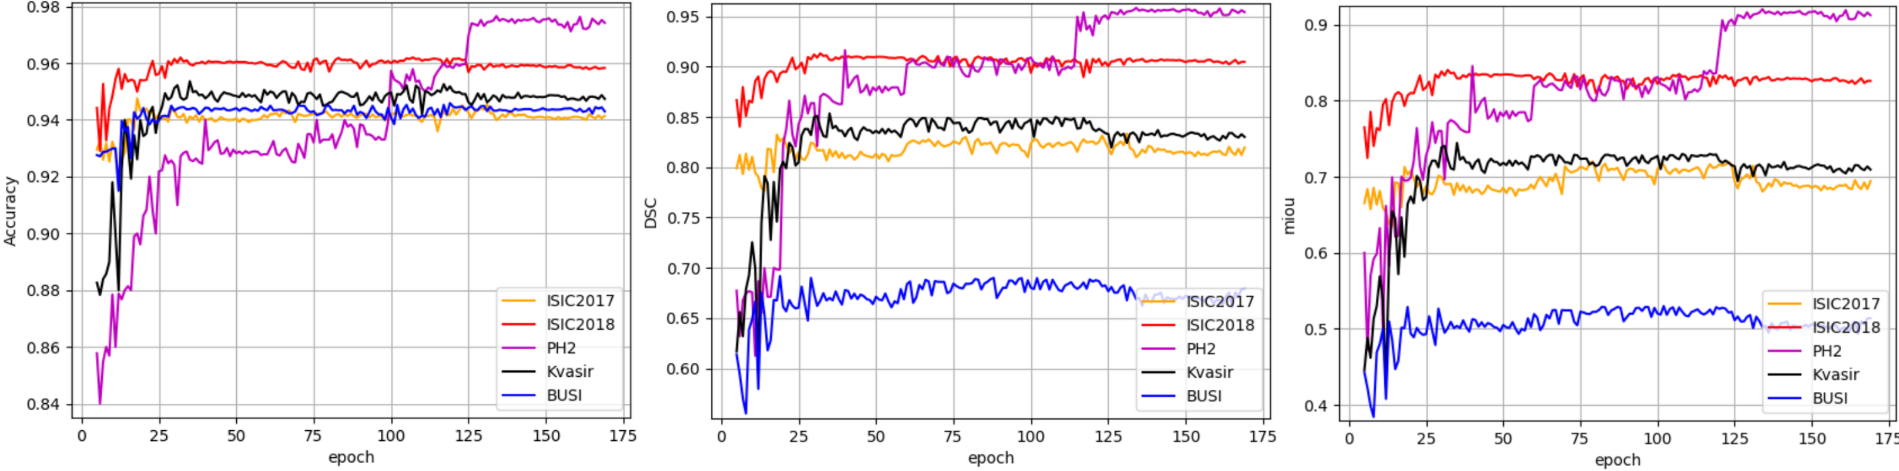 0.98
0.96
0.94
0.92
0.90
0.88
0.86
0.84
Accuracy
0 25 50 75 100 125 150 175
epoch
ISIC2017
ISIC2018
PH2
Kvasir
BUSI
0.95
0.90
0.85
0.80
0.75
0.70
0.65
0.60
DSC
0 25 50 75 100 125 150 175
epoch
ISIC2017
ISIC2018
PH2
Kvasir
BUSI
0.9
0.8
0.7
0.6
0.5
0.4
miou
0 25 50 75 100 125 150 175
epoch
ISIC2017
ISIC2018
PH2
Kvasir
BUSI